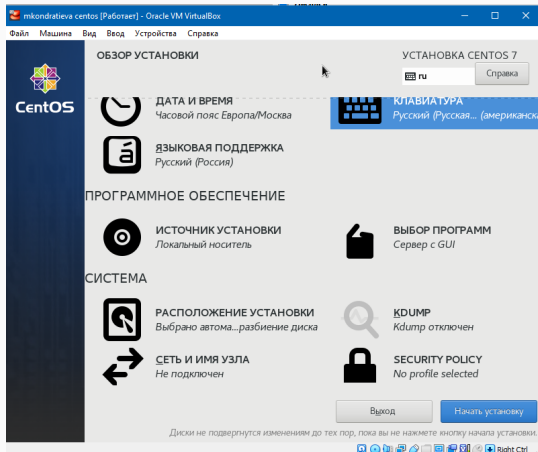 mkondratieva centos [Работает] - Oracle VM VirtualBox
Файл Машина Вид Ввод Устройства Справка
ОБЗОР УСТАНОВКИ
УСТАНОВКА CENTOS 7
ru
Справка
CentOS
ДАТА И ВРЕМЯ
Часовой пояс Европа/Москва
КЛАВИАТУРА
Русский (Русская... (американск
ЯЗЫКОВАЯ ПОДДЕРЖКА
Русский (Россия)
ПРОГРАММНОЕ ОБЕСПЕЧЕНИЕ
ИСТОЧНИК УСТАНОВКИ
Локальный носитель
ВЫБОР ПРОГРАММ
Сервер с GUI
СИСТЕМА
РАСПОЛОЖЕНИЕ УСТАНОВКИ
Выбрано автома...разбиение диска
KDUMP
Kdump отключен
СЕТЬ И ИМЯ УЗЛА
Не подключен
SECURITY POLICY
No profile selected
Выход
Начать установку
Диски не подвергнутся изменениям до тех пор, пока вы не нажмете кнопку начала установки.
Right Ctrl